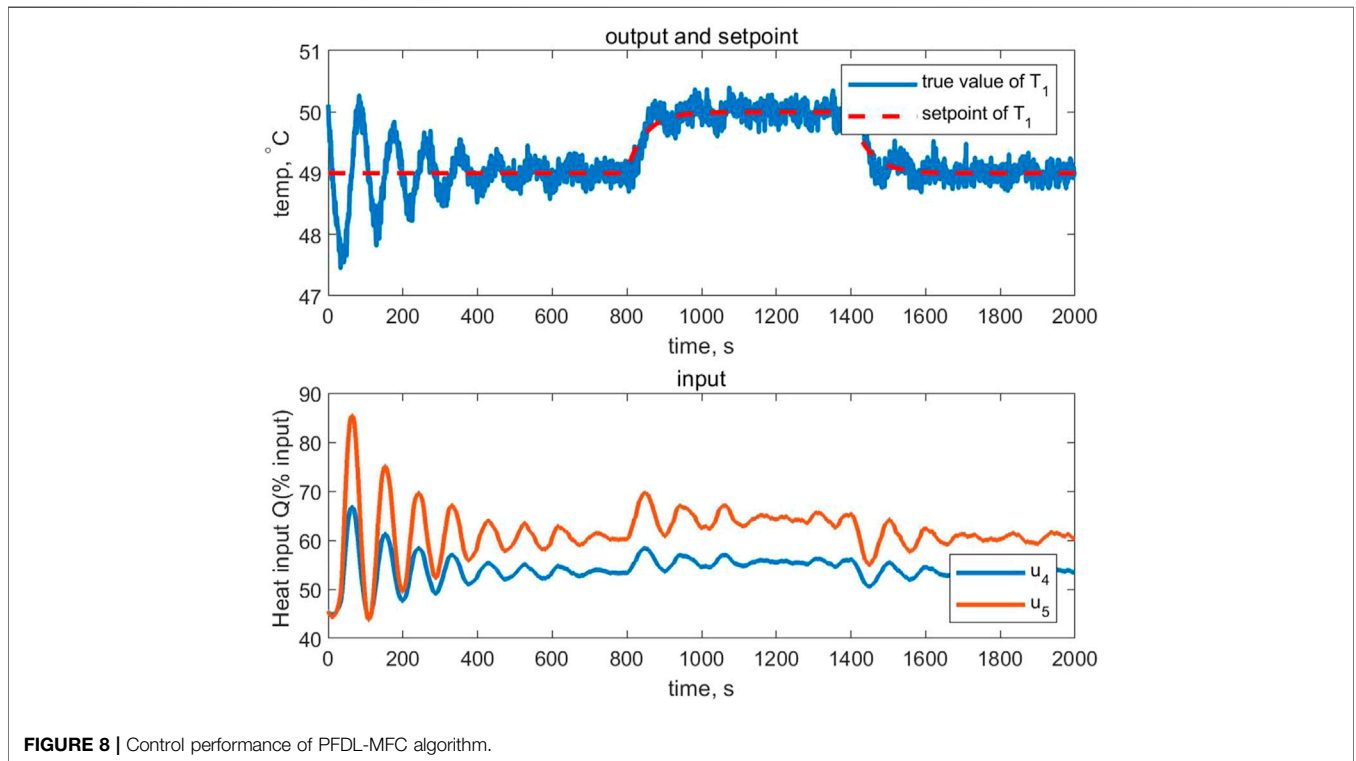 output and setpoint
51
50
49
48
47
temp, °C
true value of T1
setpoint of T1
0 200 400 600 800 1000 1200 1400 1600 1800 2000
time, s
input
90
80
70
60
50
40
Heat input Q(% input)
u4
u5
0 200 400 600 800 1000 1200 1400 1600 1800 2000
time, s
FIGURE 8 | Control performance of PFDL-MFC algorithm.